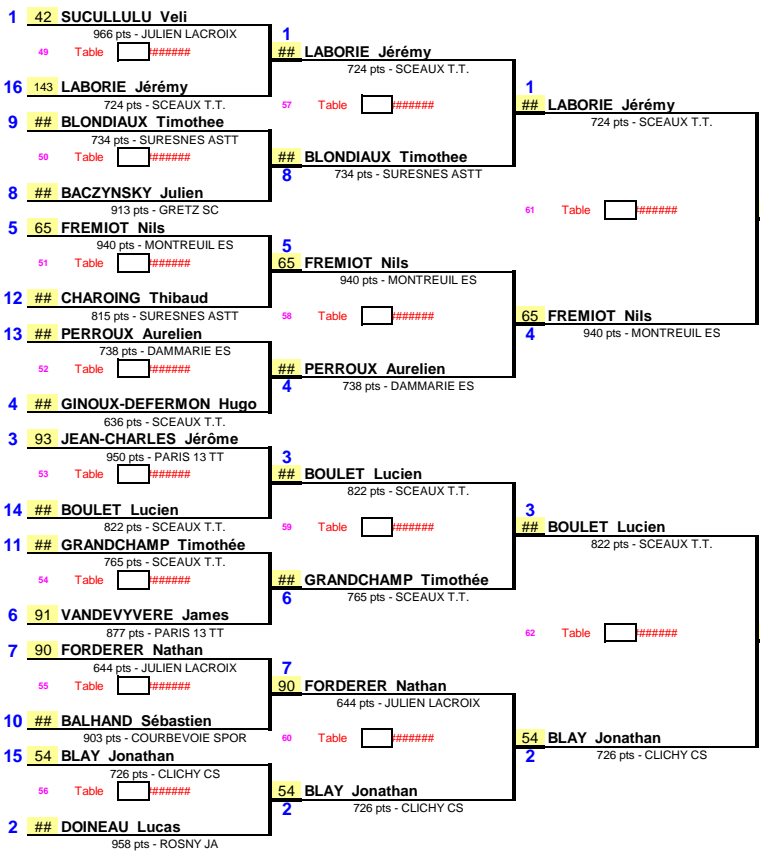 1 42 SUCULLULU Veli
966 pts - JULIEN LACROIX
49 Table ######
16 143 LABORIE Jérémy
724 pts - SCEAUX T.T.
9 ## BLONDIAUX Timothee
734 pts - SURESNES ASTT
50 Table ######
8 ## BACZYNSKY Julien
913 pts - GRETZ SC
5 65 FREMIOT Nils
940 pts - MONTREUIL ES
51 Table ######
12 ## CHAROING Thibaud
815 pts - SURESNES ASTT
13 ## PERROUX Aurelien
738 pts - DAMMARIE ES
52 Table ######
4 ## GINOUX-DEFERMON Hugo
636 pts - SCEAUX T.T.
3 93 JEAN-CHARLES Jérôme
950 pts - PARIS 13 TT
53 Table ######
14 ## BOULET Lucien
822 pts - SCEAUX T.T.
11 ## GRANDCHAMP Timothée
765 pts - SCEAUX T.T.
54 Table ######
6 91 VANDEVYVERE James
877 pts - PARIS 13 TT
7 90 FORDERER Nathan
644 pts - JULIEN LACROIX
55 Table ######
10 ## BALHAND Sébastien
903 pts - COURBEVOIE SPOR
15 54 BLAY Jonathan
726 pts - CLICHY CS
56 Table ######
2 ## DOINEAU Lucas
958 pts - ROSNY JA
1
## LABORIE Jérémy
724 pts - SCEAUX T.T.
57 Table ######
## BLONDIAUX Timothee
8
734 pts - SURESNES ASTT
5
65 FREMIOT Nils
940 pts - MONTREUIL ES
58 Table ######
## PERROUX Aurelien
4
738 pts - DAMMARIE ES
3
## BOULET Lucien
822 pts - SCEAUX T.T.
59 Table ######
## GRANDCHAMP Timothée
6
765 pts - SCEAUX T.T.
7
90 FORDERER Nathan
644 pts - JULIEN LACROIX
60 Table ######
54 BLAY Jonathan
2
726 pts - CLICHY CS
1
## LABORIE Jérémy
724 pts - SCEAUX T.T.
61 Table ######
65 FREMIOT Nils
4
940 pts - MONTREUIL ES
3
## BOULET Lucien
822 pts - SCEAUX T.T.
62 Table ######
54 BLAY Jonathan
2
726 pts - CLICHY CS